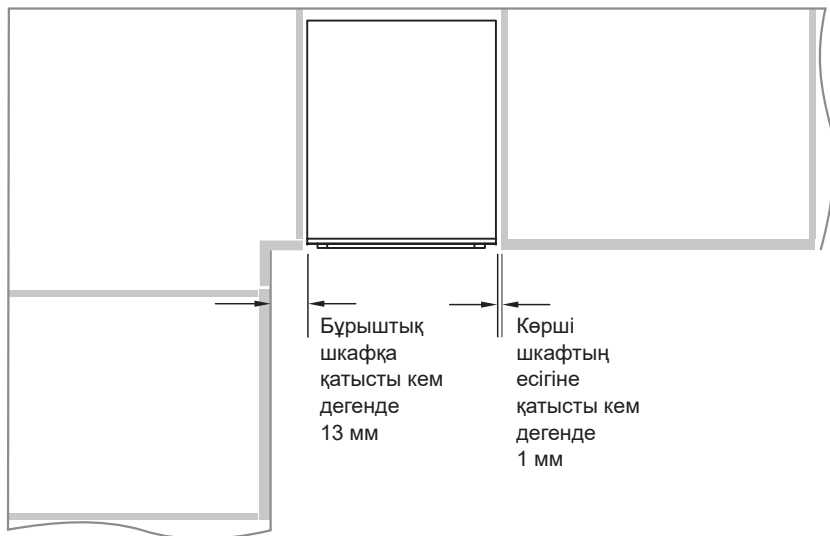 Бұрыштық
шкафқа
қатысты кем
дегенде
13 мм
Көрші
шкафтың
есігіне
қатысты кем
дегенде
1 мм